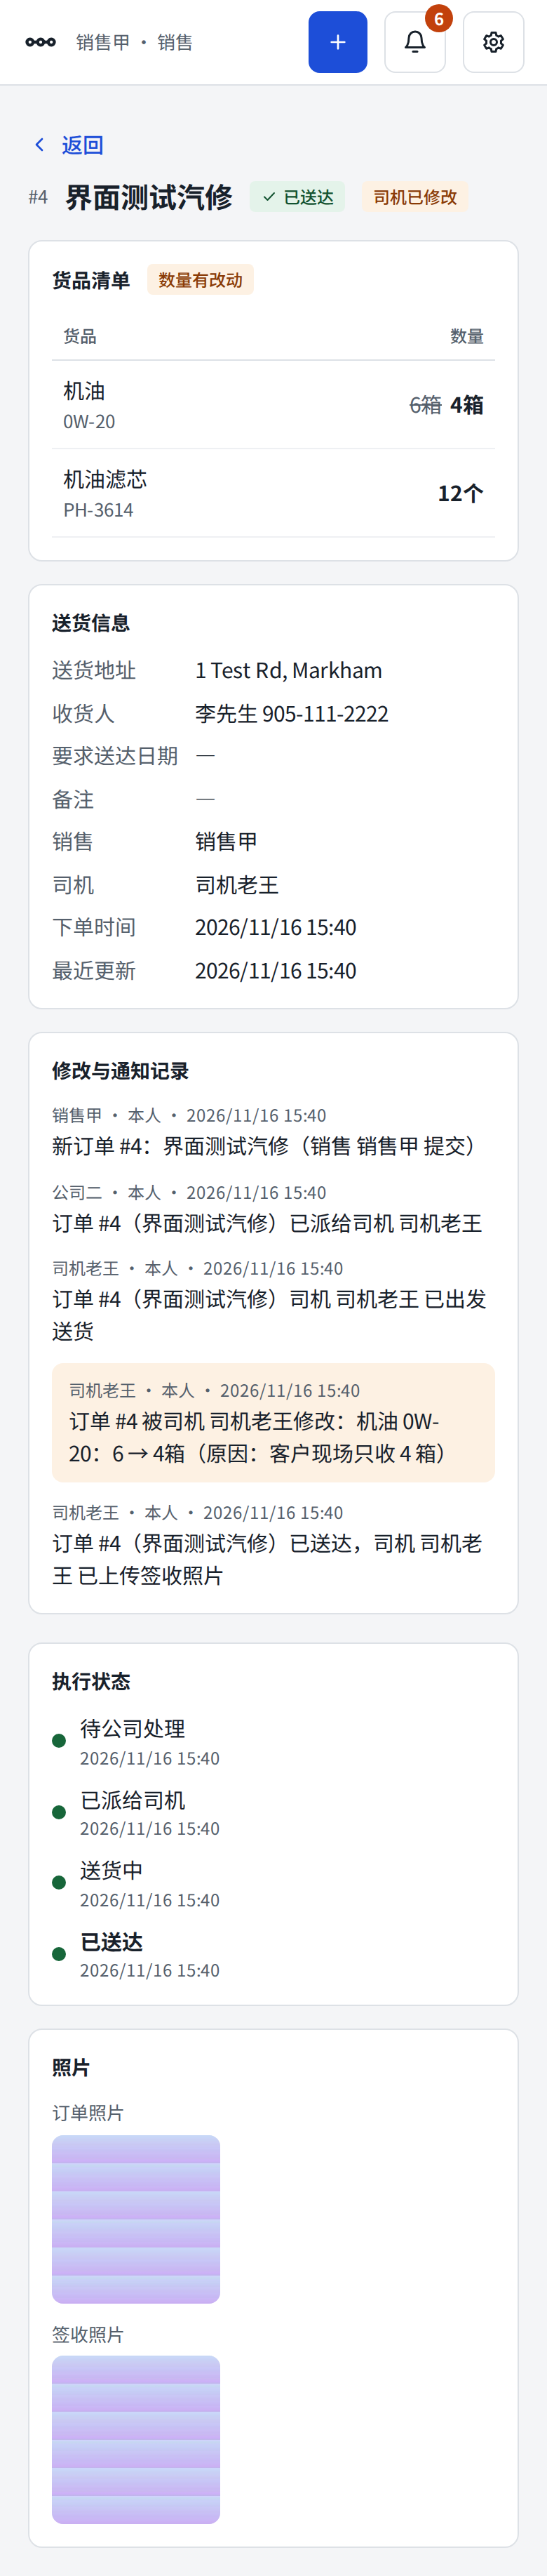 销售甲 · 销售
6
返回
#4 界面测试汽修 已送达 司机已修改
货品清单 数量有改动
货品 数量
机油
0W-20
6箱 4箱
机油滤芯
PH-3614
12个
送货信息
送货地址 1 Test Rd, Markham
收货人 李先生 905-111-2222
要求送达日期 —
备注 —
销售 销售甲
司机 司机老王
下单时间 2026/11/16 15:40
最近更新 2026/11/16 15:40
修改与通知记录
销售甲 · 本人 · 2026/11/16 15:40
新订单 #4：界面测试汽修（销售 销售甲 提交）
公司二 · 本人 · 2026/11/16 15:40
订单 #4（界面测试汽修）已派给司机 司机老王
司机老王 · 本人 · 2026/11/16 15:40
订单 #4（界面测试汽修）司机 司机老王 已出发
送货
司机老王 · 本人 · 2026/11/16 15:40
订单 #4 被司机 司机老王修改：机油 0W-
20：6 → 4箱（原因：客户现场只收 4 箱）
司机老王 · 本人 · 2026/11/16 15:40
订单 #4（界面测试汽修）已送达，司机 司机老
王 已上传签收照片
执行状态
待公司处理
2026/11/16 15:40
已派给司机
2026/11/16 15:40
送货中
2026/11/16 15:40
已送达
2026/11/16 15:40
照片
订单照片
签收照片